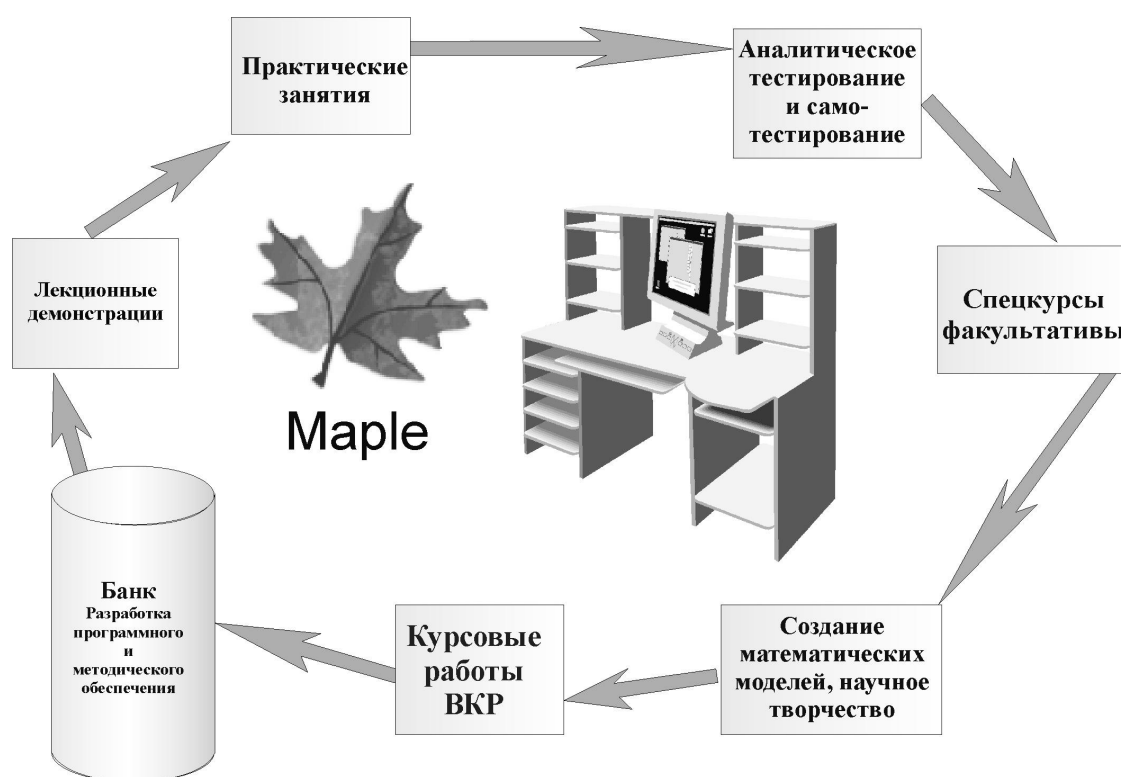 Практические
занятия
Аналитическое
тестирование
и само-
тестирование
Лекционные
демонстрации
Спецкурсы
факультативы
Maple
Банк
Разработка
программного
и
методического
обеспечения
Курсовые
работы
ВКР
Создание
математических
моделей, научное
творчество